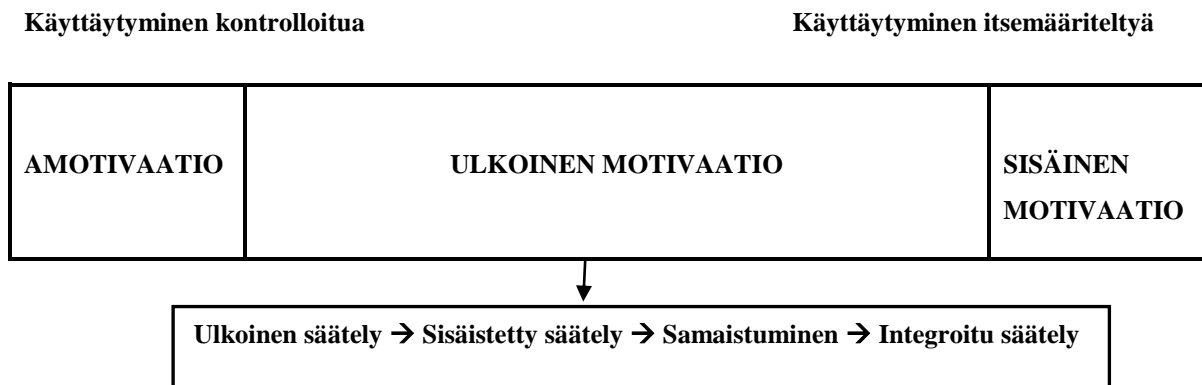 Käyttäytyminen kontrolloitua Käyttäytyminen itsemääriteltyä
AMOTIVAATIO ULKOINEN MOTIVAATIO SISÄINEN
MOTIVAATIO
Ulkoinen säätely → Sisäistetty säätely → Samaistuminen → Integroitu säätely